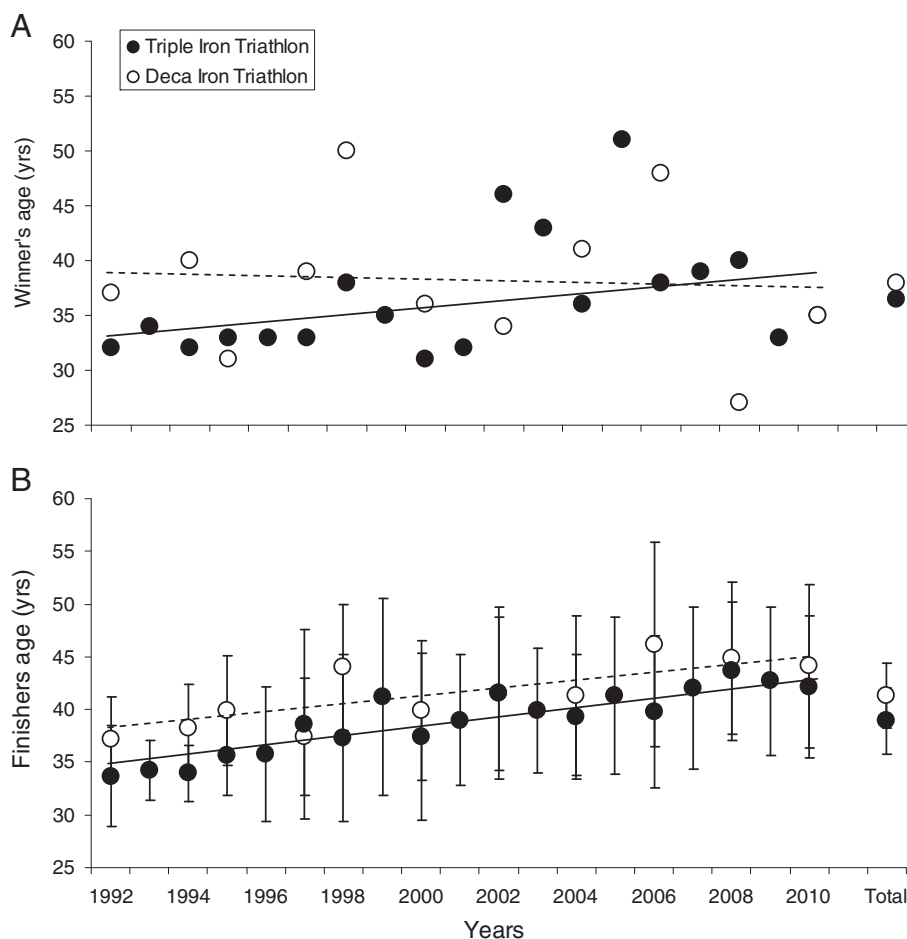 A
60
55
50
45
40
35
30
25
Winner's age (yrs)
Triple Iron Triathlon
Deca Iron Triathlon
B
60
55
50
45
40
35
30
25
Finishers age (yrs)
1992 1994 1996 1998 2000 2002 2004 2006 2008 2010 Total
Years